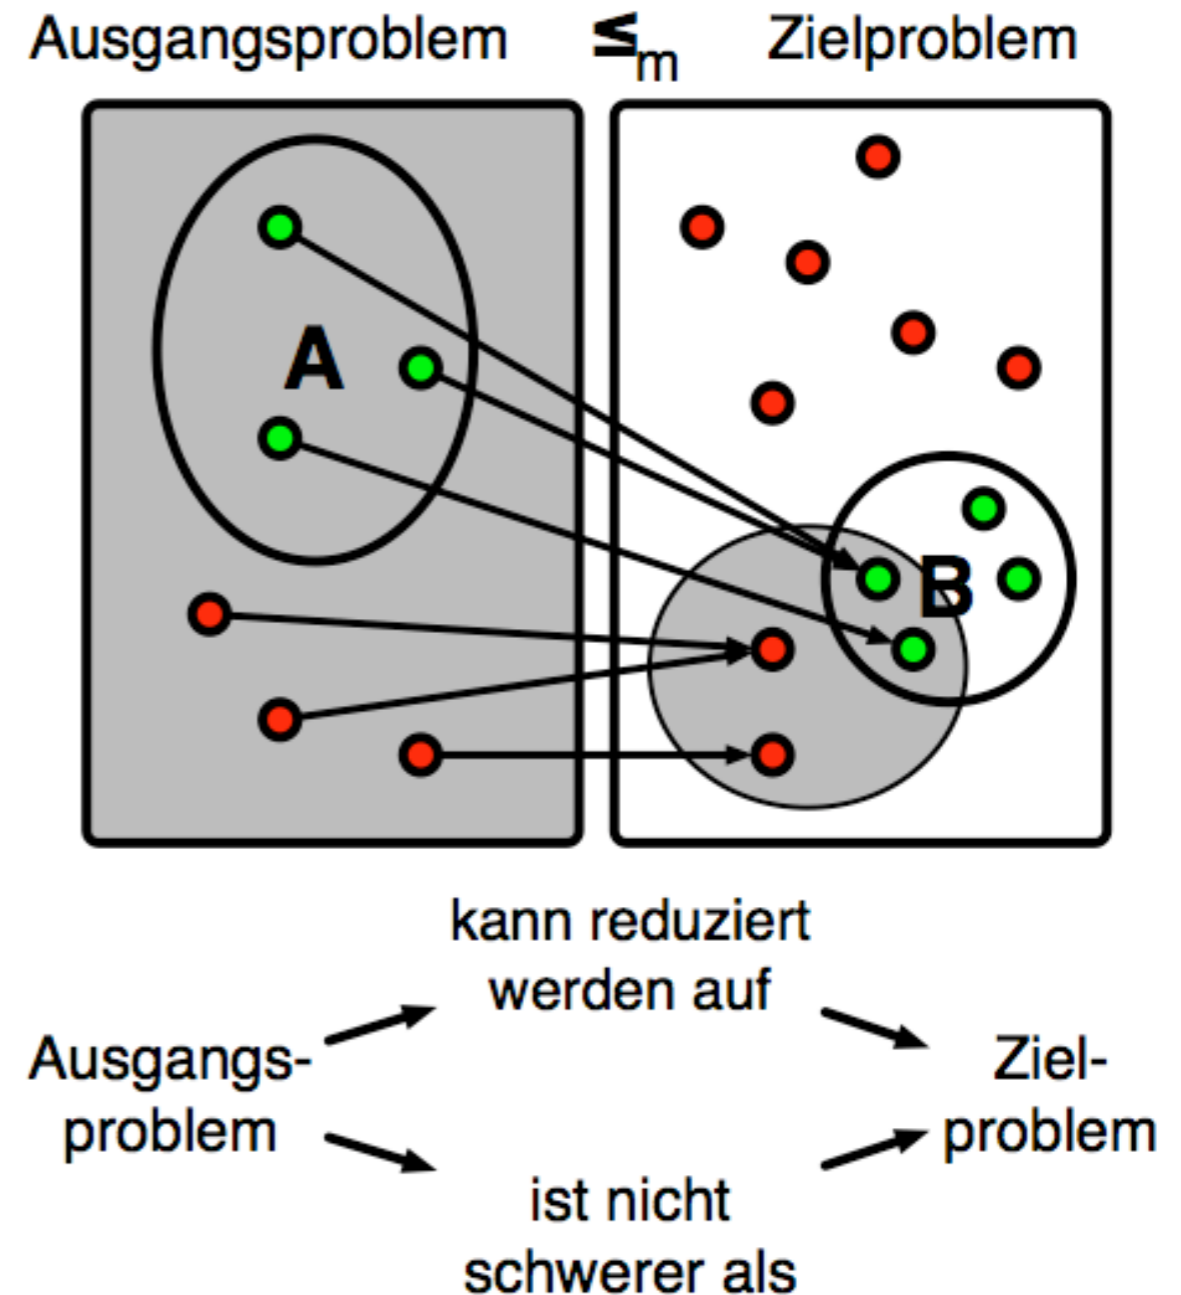 Ausgangsproblem ≤m Zielproblem
A
B
kann reduziert
werden auf
Ausgangs-
problem
Ziel-
problem
ist nicht
schwerer als